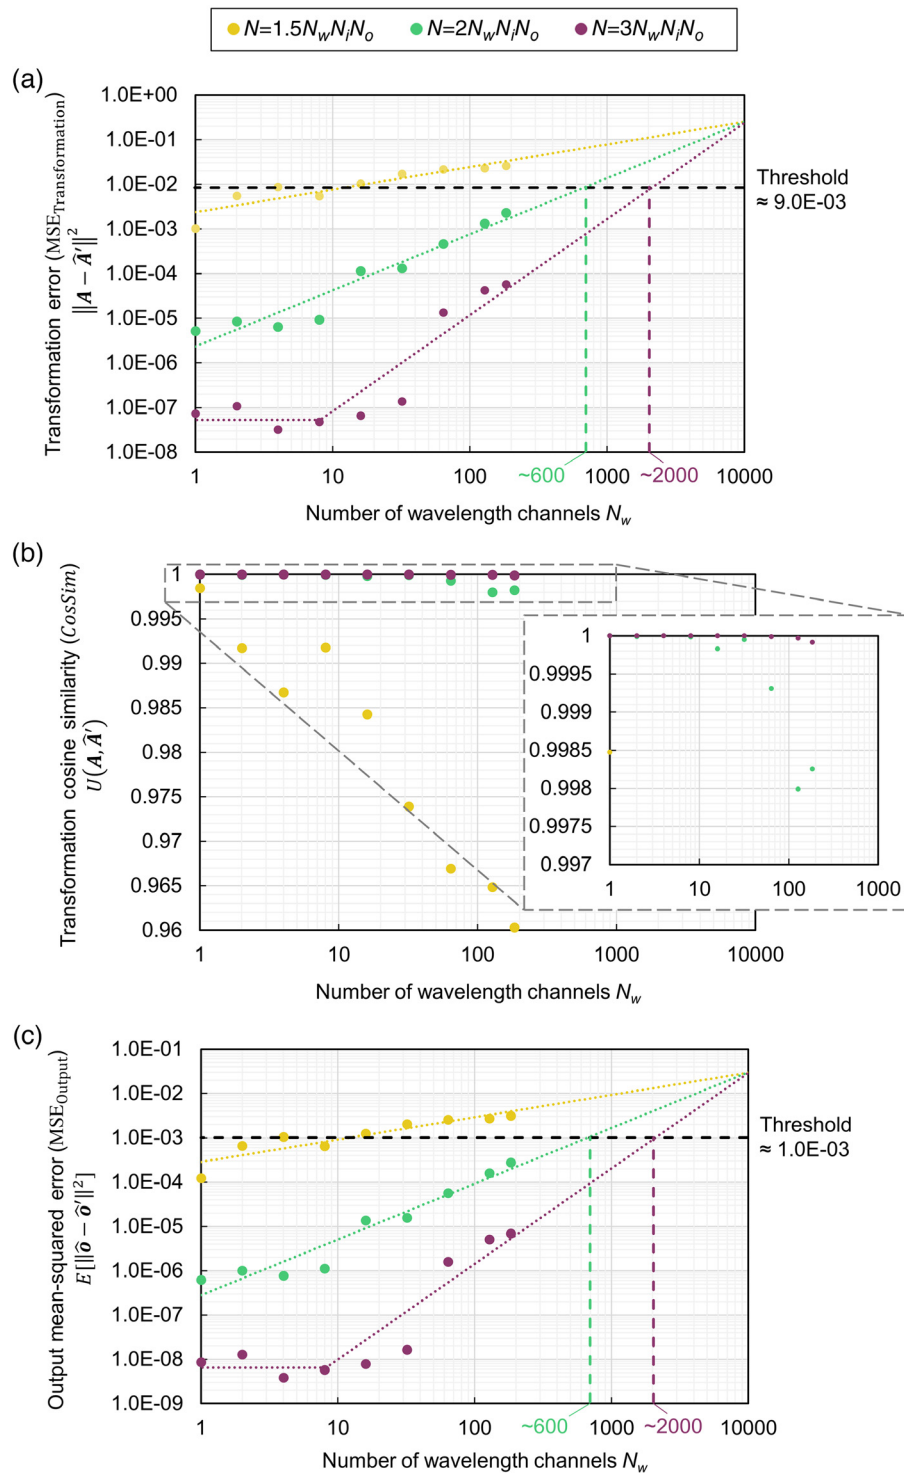 N=1.5NwNiNo N=2NwNiNo N=3NwNiNo
(a)
Transformation error (MSETransformation)
‖A − Â′‖²
1.0E+00
1.0E-01
1.0E-02
1.0E-03
1.0E-04
1.0E-05
1.0E-06
1.0E-07
1.0E-08
Threshold
≈ 9.0E-03
1 10 100 ~600 1000 ~2000 10000
Number of wavelength channels Nw
(b)
Transformation cosine similarity (CosSim)
U(A, Â′)
1
0.995
0.99
0.985
0.98
0.975
0.97
0.965
0.96
1
0.9995
0.999
0.9985
0.998
0.9975
0.997
1 10 100 1000
1 10 100 1000 10000
Number of wavelength channels Nw
(c)
Output mean-squared error (MSEOutput)
E[‖ô − ô′‖²]
1.0E-01
1.0E-02
1.0E-03
1.0E-04
1.0E-05
1.0E-06
1.0E-07
1.0E-08
1.0E-09
Threshold
≈ 1.0E-03
1 10 100 ~600 1000 ~2000 10000
Number of wavelength channels Nw